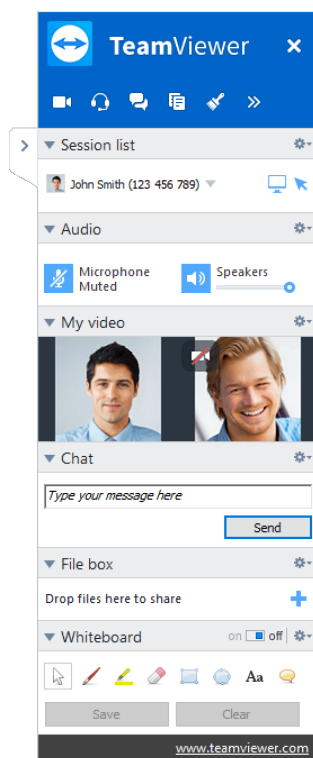 TeamViewer
Session list
John Smith (123 456 789)
Audio
Microphone
Muted
Speakers
My video
Chat
Type your message here
Send
File box
Drop files here to share
Whiteboard
on off
Aa
Save Clear
www.teamviewer.com